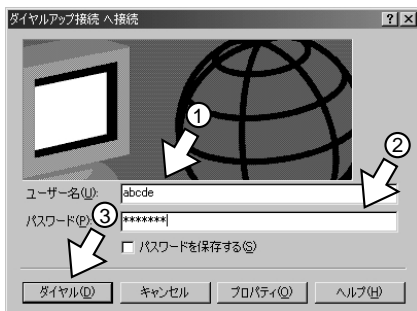 ダイヤルアップ接続 へ接続
①
②
ユーザー名(U): abcde
パスワード(P): *******
③
パスワードを保存する(S)
ダイヤル(D) キャンセル プロパティ(O) ヘルプ(H)